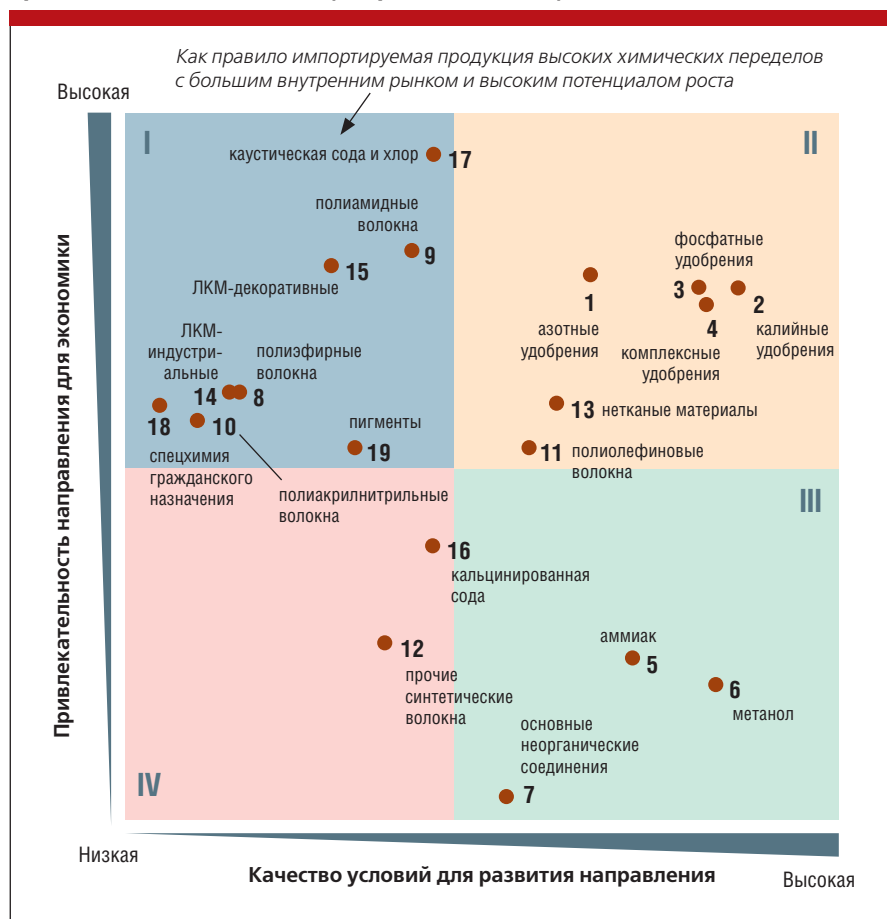 Как правило импортируемая продукция высоких химических переделов
с большим внутренним рынком и высоким потенциалом роста
Высокая
I
II
каустическая сода и хлор
17
полиамидные
волокна
9
15
ЛКМ-декоративные
фосфатные
удобрения
3
1
4
2
азотные
удобрения
комплексные
удобрения
калийные
удобрения
ЛКМ-
индустри-
альные
полиэфирные
волокна
14
8
18
10
13 нетканые материалы
пигменты
19
11 полиолефиновые
волокна
спецхимия
гражданского
назначения
полиакрилнитрильные
волокна
III
16
кальцинированная
сода
12
прочие
синтетические
волокна
аммиак
5
6
метанол
основные
неорганические
соединения
7
IV
Привлекательность направления для экономики
Низкая
Качество условий для развития направления
Высокая